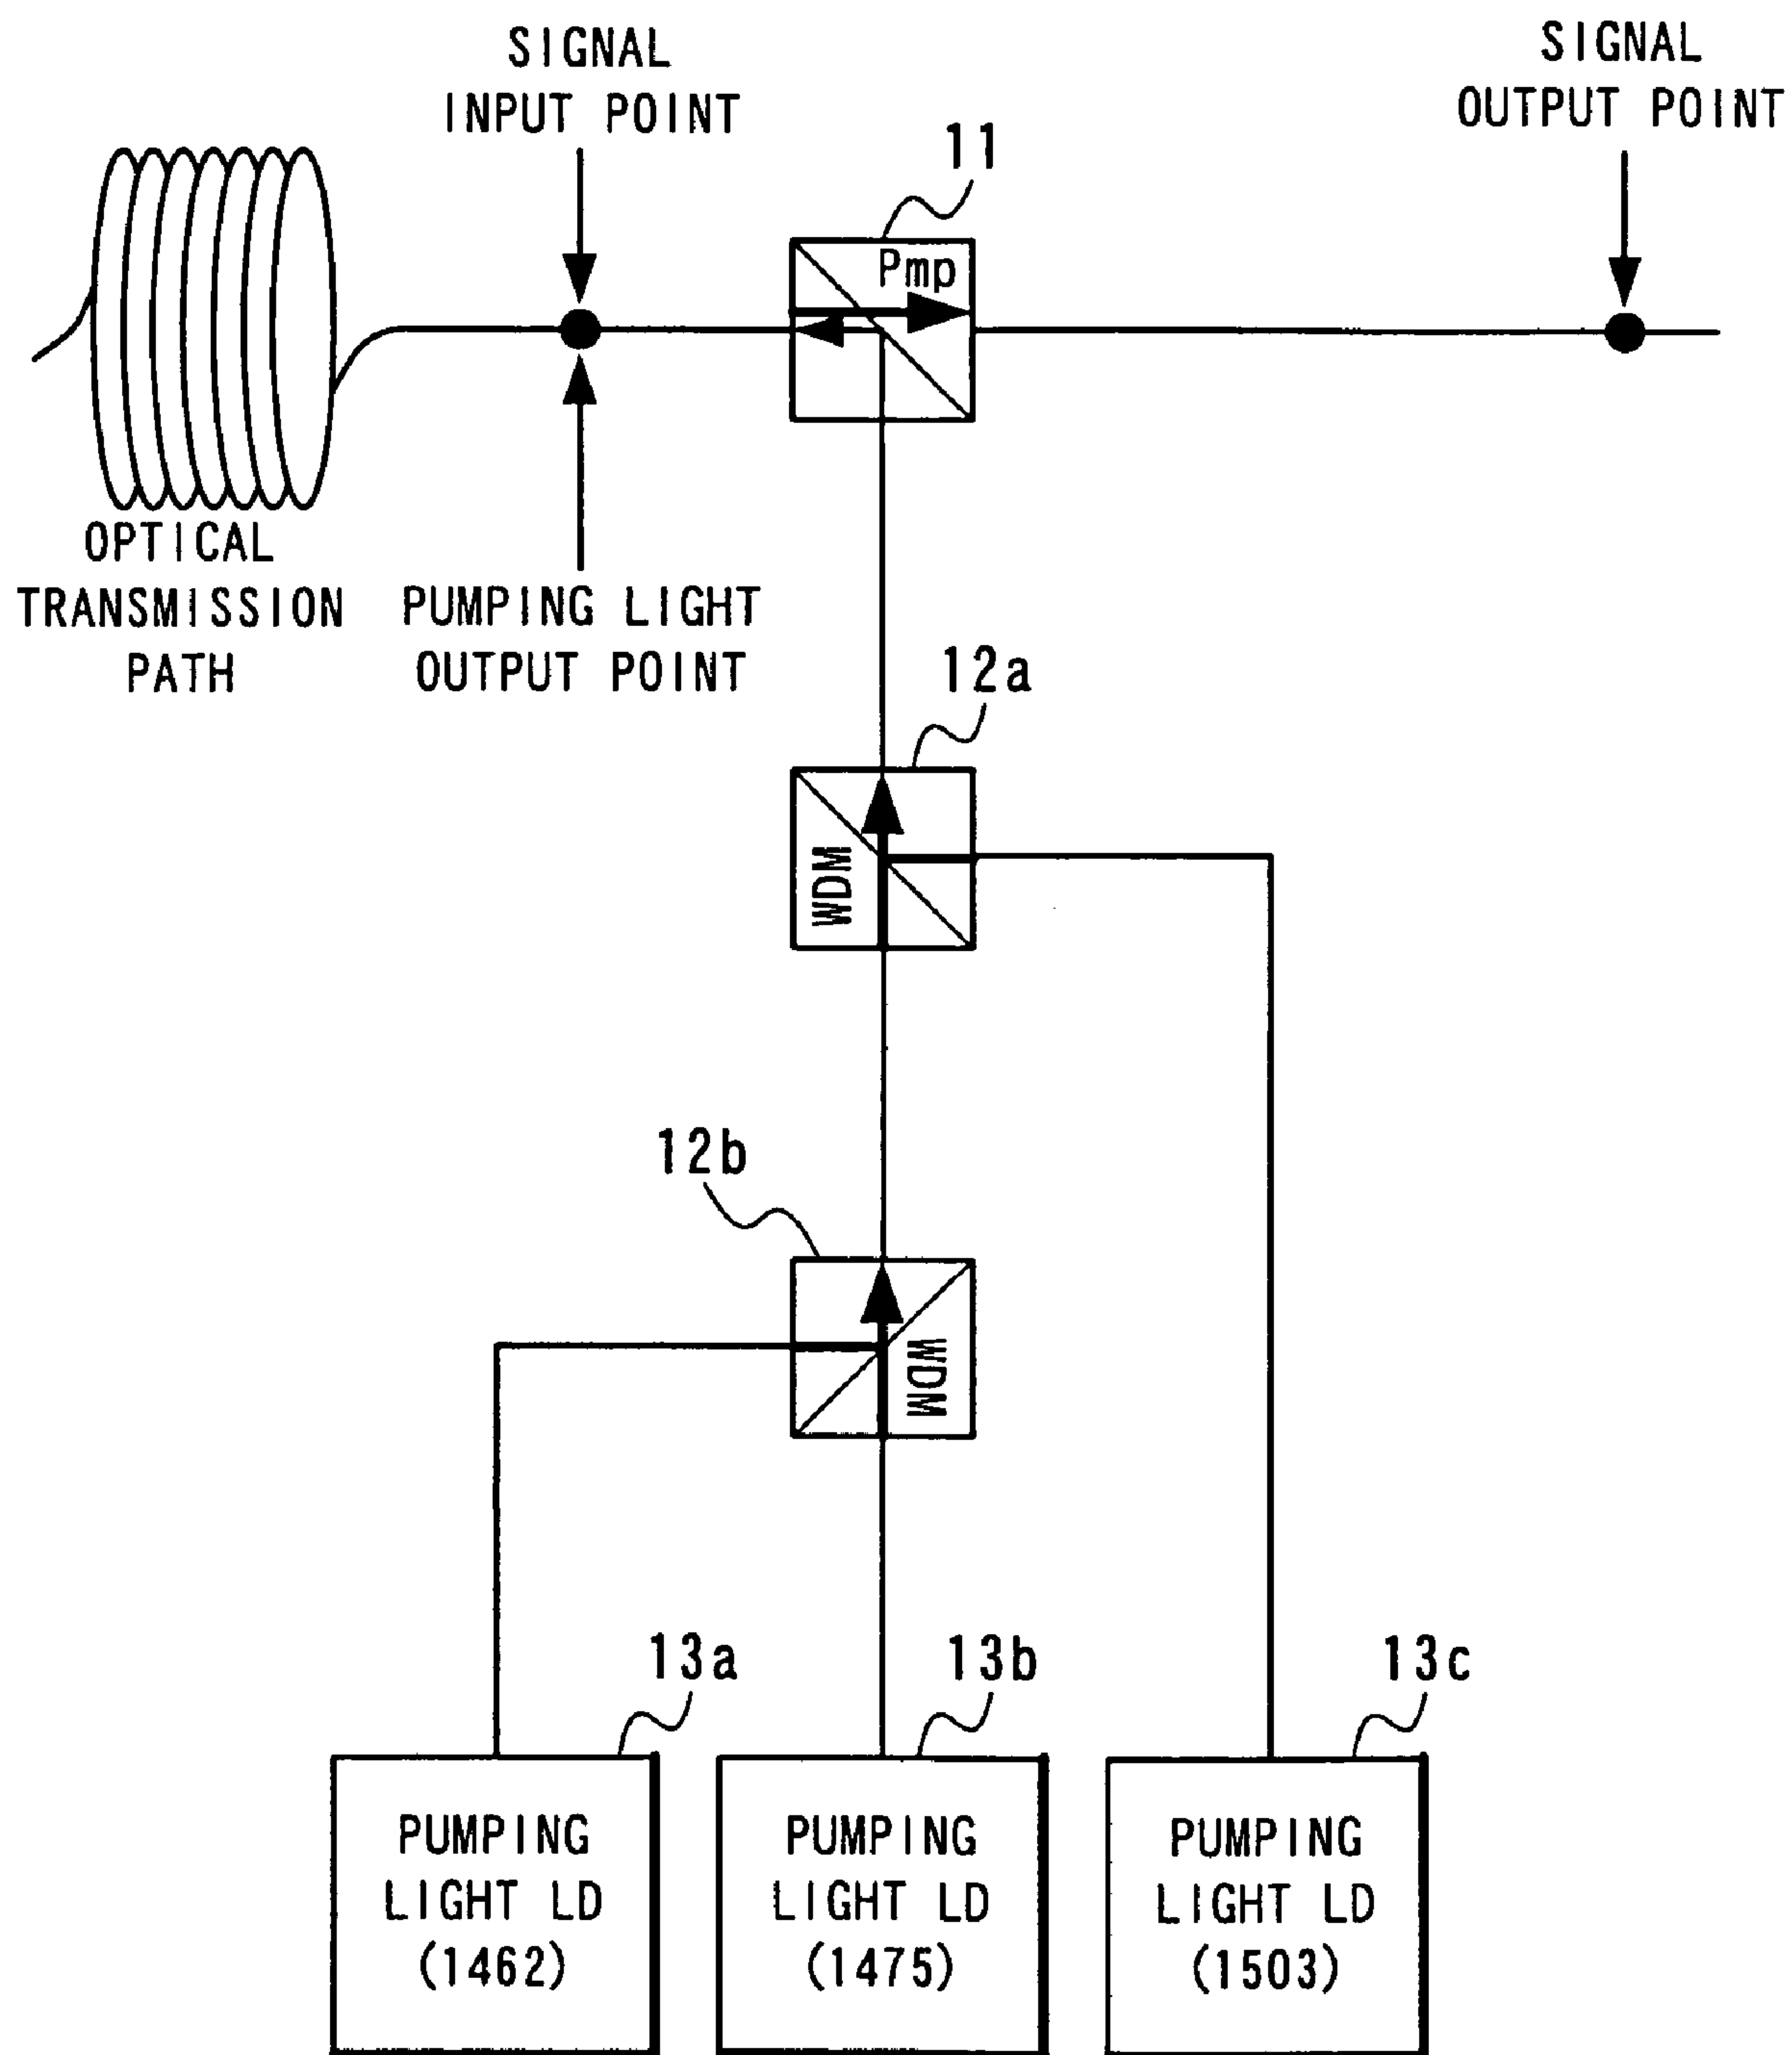 SIGNAL
INPUT POINT
SIGNAL
OUTPUT POINT
11
Pmp
OPTICAL
TRANSMISSION
PATH
PUMPING LIGHT
OUTPUT POINT
12a
WDM
12b
WDM
13a
13b
13c
PUMPING
LIGHT LD
(1462)
PUMPING
LIGHT LD
(1475)
PUMPING
LIGHT LD
(1503)